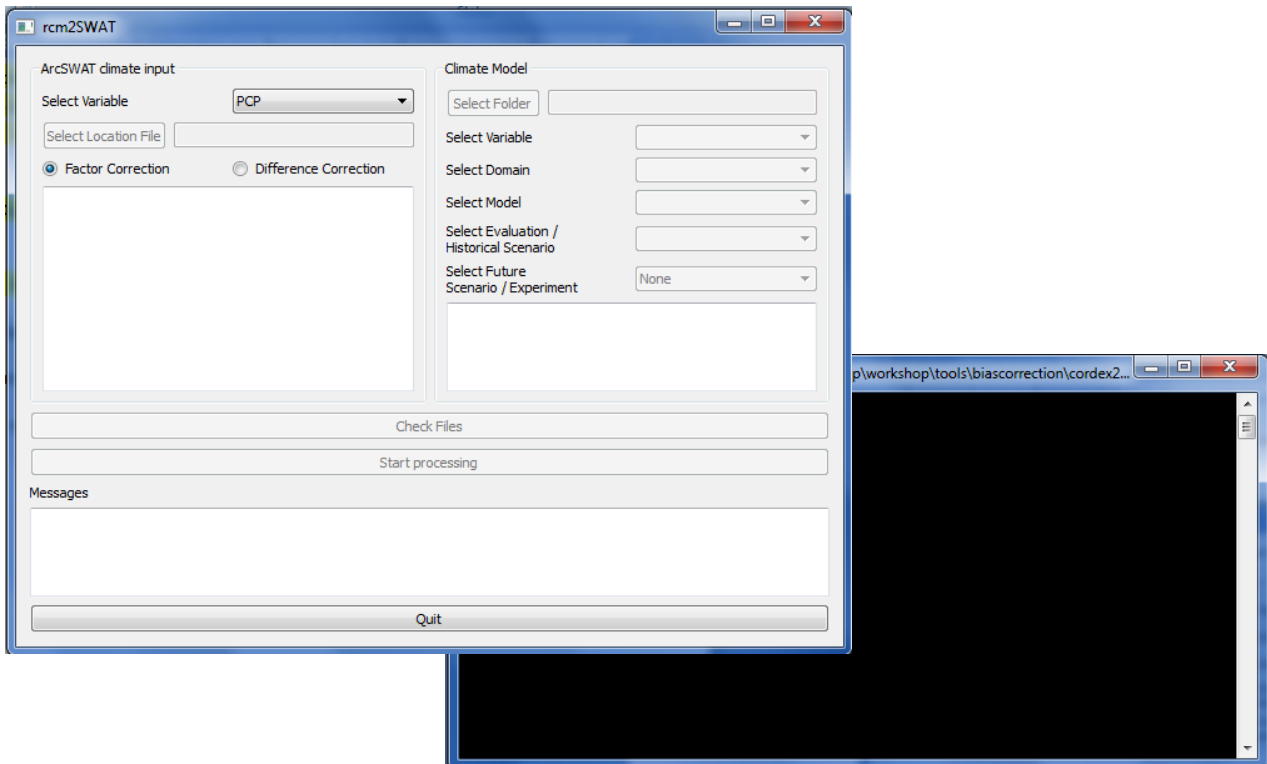 rcm2SWAT
ArcSWAT climate input
Select Variable
PCP
Select Location File
Factor Correction
Difference Correction
Climate Model
Select Folder
Select Variable
Select Domain
Select Model
Select Evaluation /
Historical Scenario
Select Future
Scenario / Experiment
None
Check Files
Start processing
Messages
Quit
p\workshop\tools\biascorrection\cordex2...